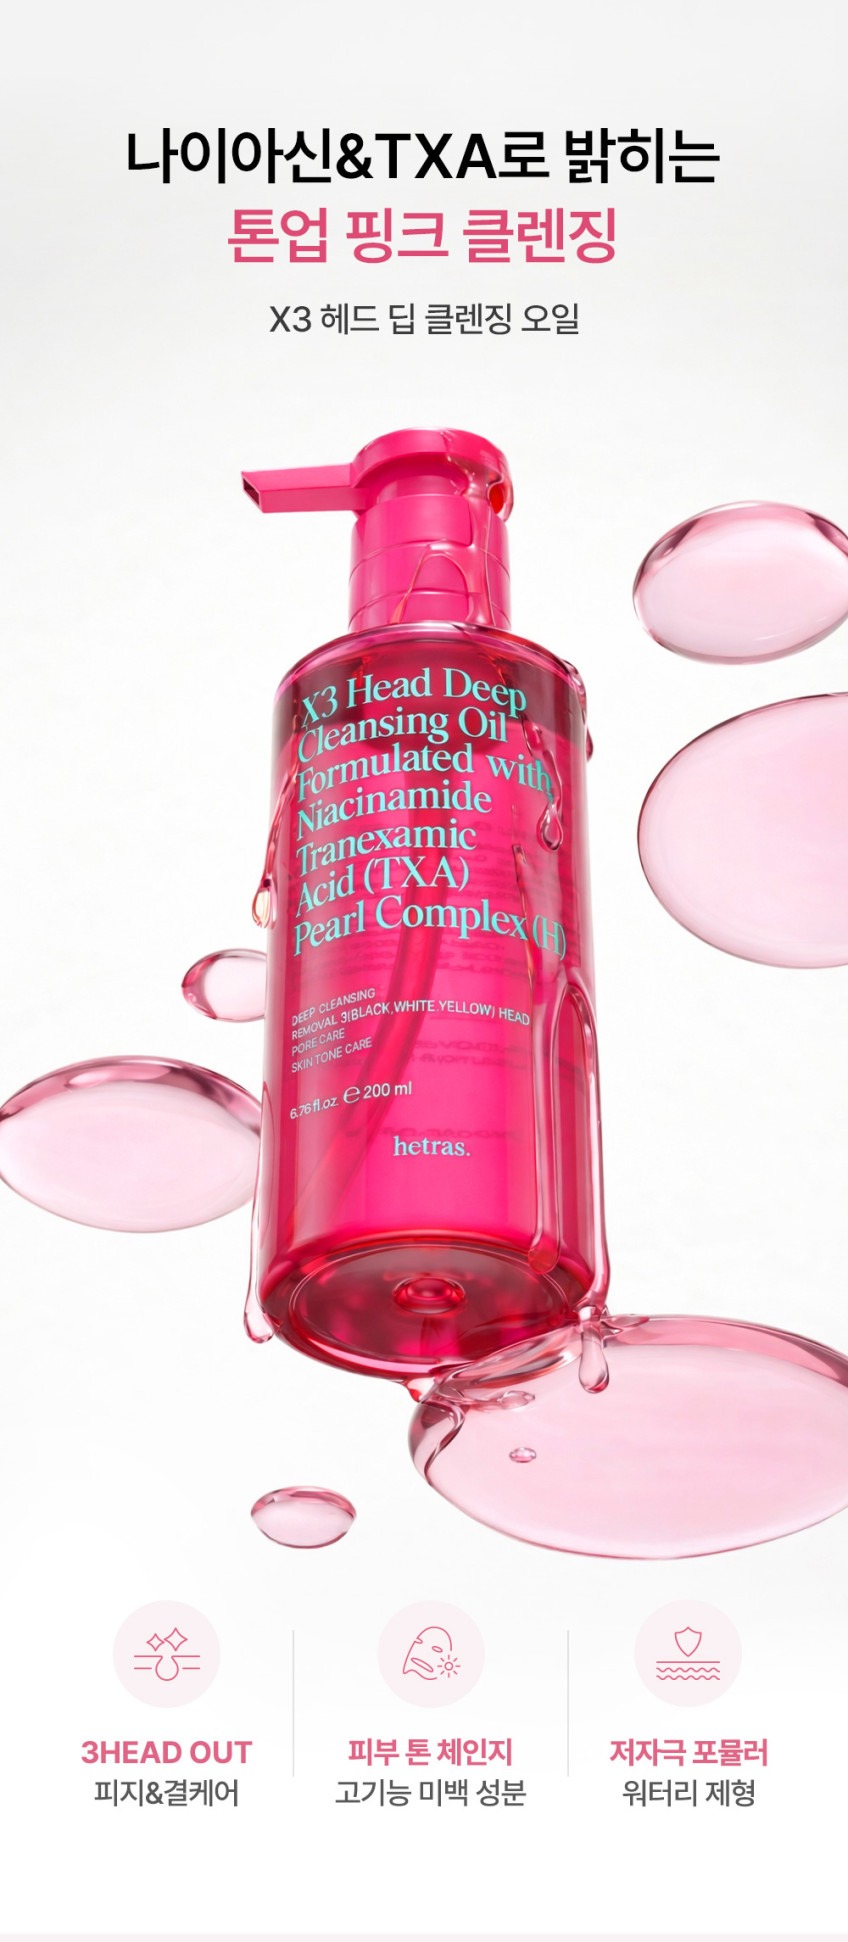 나이아신&TXA로 밝히는
톤업 핑크 클렌징
X3 헤드 딥 클렌징 오일
X3 Head Deep
Cleansing Oil
Formulated with,
Niacinamide
Tranexamic
Acid (TXA)
Pearl Complex (H)
DEEP CLEANSING
REMOVAL 3(BLACK,WHITE.YELLOW) HEAD
PORE CARE
SKIN TONE CARE
6.76 fl.oz. ℮ 200 ml
hetras.
3HEAD OUT
피지&결케어
피부 톤 체인지
고기능 미백 성분
저자극 포뮬러
워터리 제형